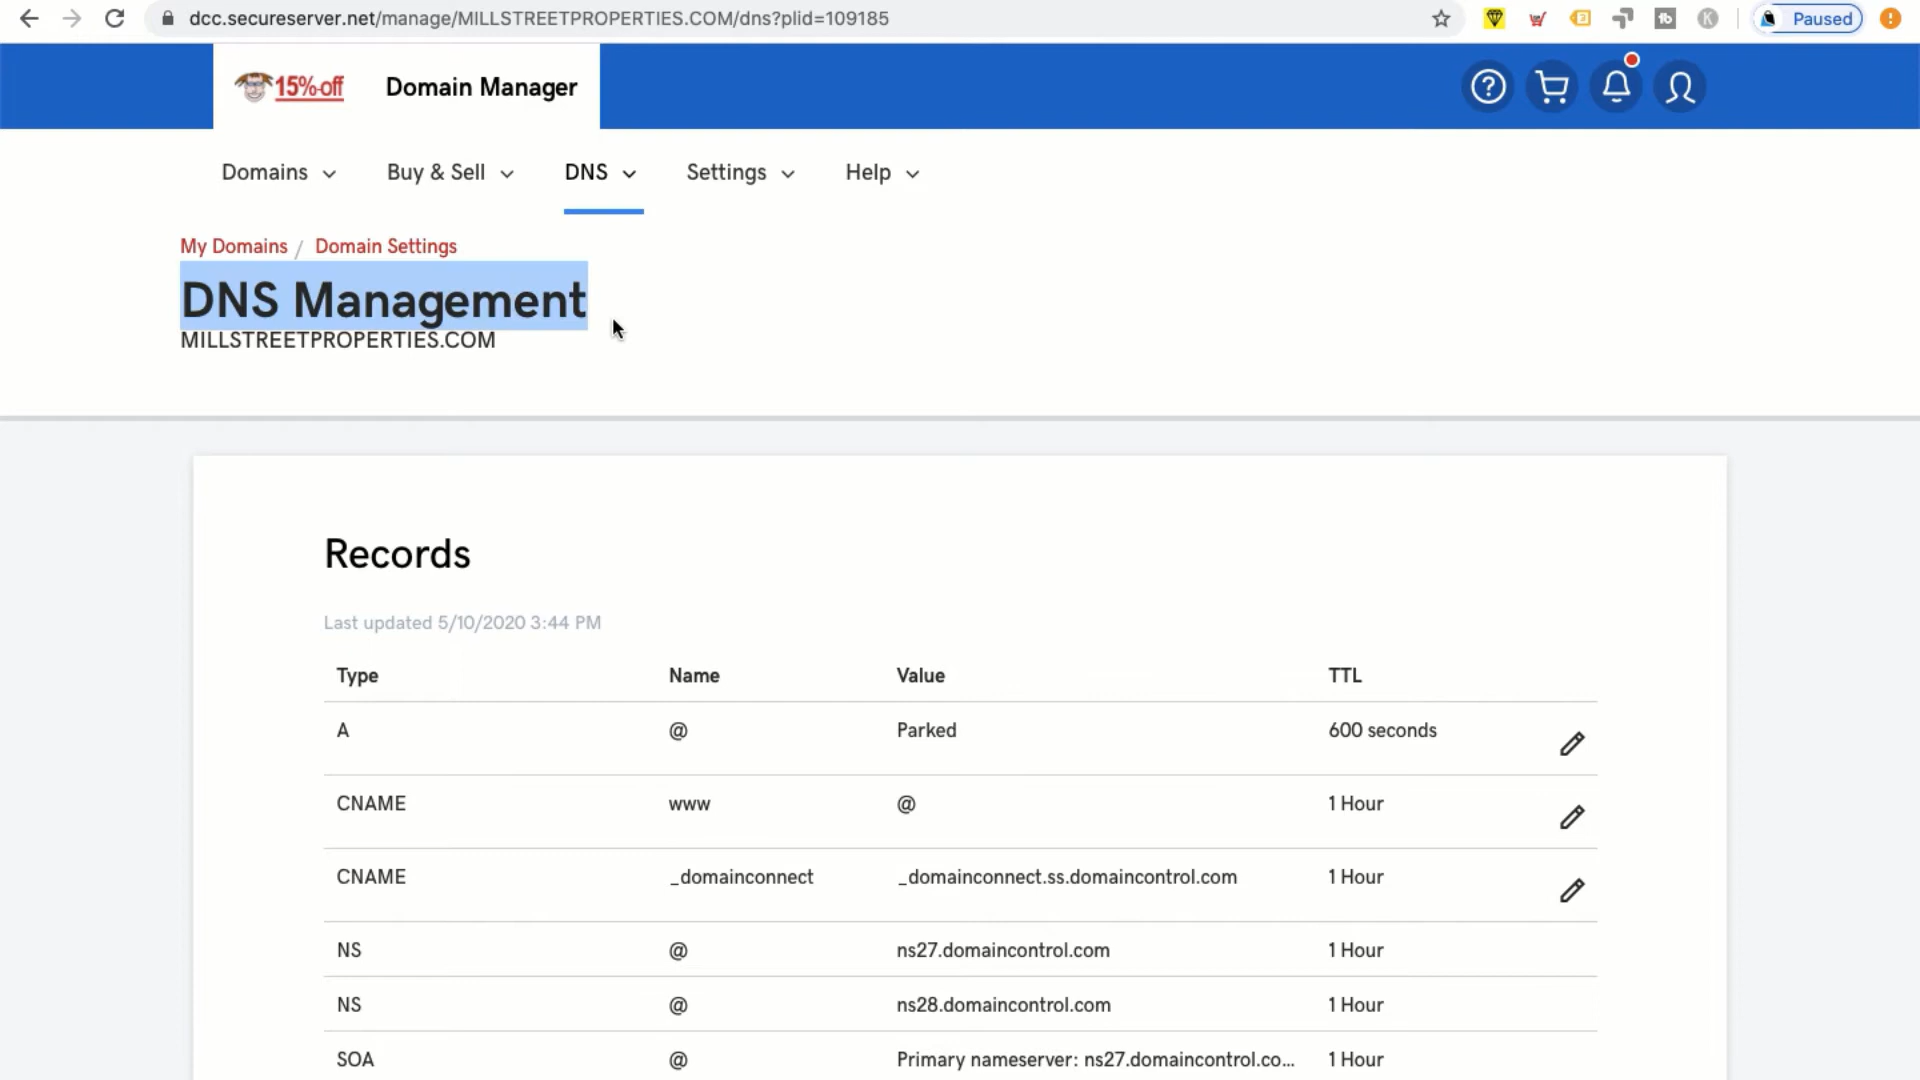 dcc.secureserver.net/manage/MILLSTREETPROPERTIES.COM/dns?plid=109185
Paused
15%off
Domain Manager
Domains
Buy & Sell
DNS
Settings
Help
My Domains / Domain Settings
DNS Management
MILLSTREETPROPERTIES.COM
Records
Last updated 5/10/2020 3:44 PM
Type Name Value TTL
A @ Parked 600 seconds
CNAME www @ 1 Hour
CNAME _domainconnect _domainconnect.ss.domaincontrol.com 1 Hour
NS @ ns27.domaincontrol.com 1 Hour
NS @ ns28.domaincontrol.com 1 Hour
SOA @ Primary nameserver: ns27.domaincontrol.co... 1 Hour